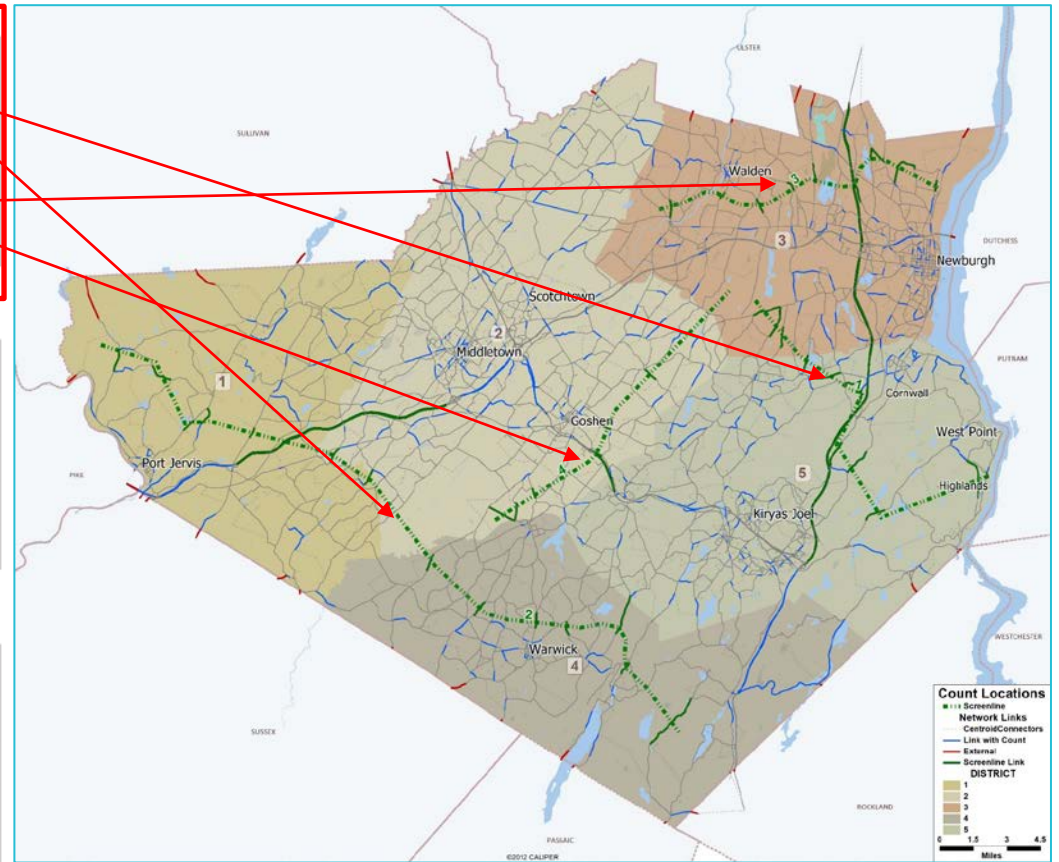 ULSTER
SULLIVAN
Walden
3
3
DUTCHESS
Newburgh
Scotchtown
2
Middletown
PUTNAM
1
Cornwall
1
Goshen
West Point
Port Jervis
PIKE
4
5
Highlands
Kiryas Joel
2
WESTCHESTER
Warwick
4
SUSSEX
ROCKLAND
PASSAIC
©2012 CALIPER
Count Locations
Screenline
Network Links
CentroidConnectors
Link with Count
External
Screenline Link
DISTRICT
1
2
3
4
5
0 1.5 3 4.5
Miles